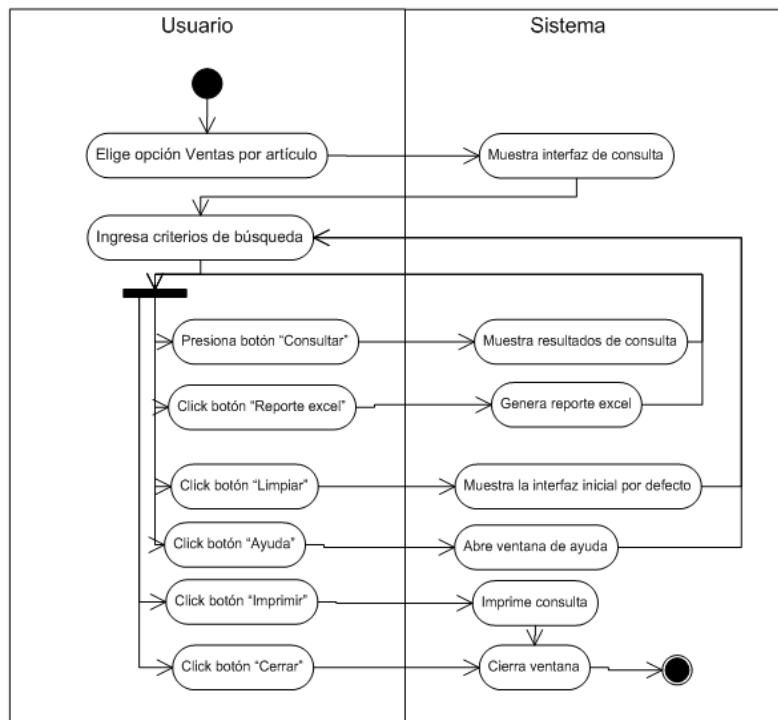 Usuario
Sistema
Elige opción Ventas por artículo
Muestra interfaz de consulta
Ingresa criterios de búsqueda
Presiona botón “Consultar”
Muestra resultados de consulta
Click botón “Reporte excel”
Genera reporte excel
Click botón “Limpiar”
Muestra la interfaz inicial por defecto
Click botón “Ayuda”
Abre ventana de ayuda
Click botón “Imprimir”
Imprime consulta
Click botón “Cerrar”
Cierra ventana